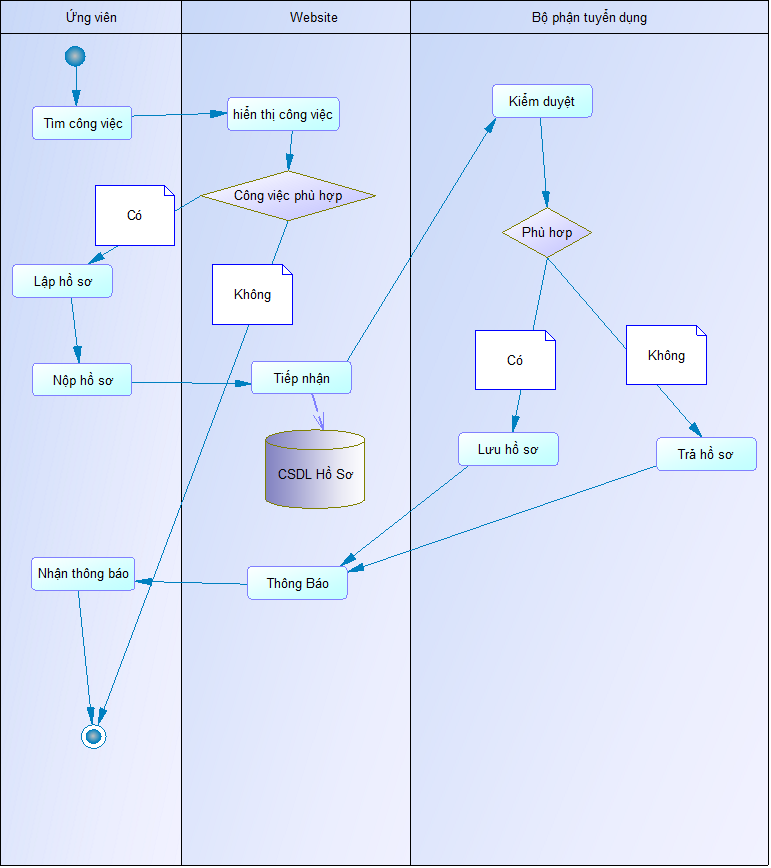 Ứng viên
Website
Bộ phận tuyển dụng
Tìm công việc
hiển thị công việc
Kiểm duyệt
Công việc phù hợp
Có
Phù hơp
Lập hồ sơ
Không
Nộp hồ sơ
Tiếp nhận
Có
Không
CSDL Hồ Sơ
Lưu hồ sơ
Trả hồ sơ
Nhận thông báo
Thông Báo